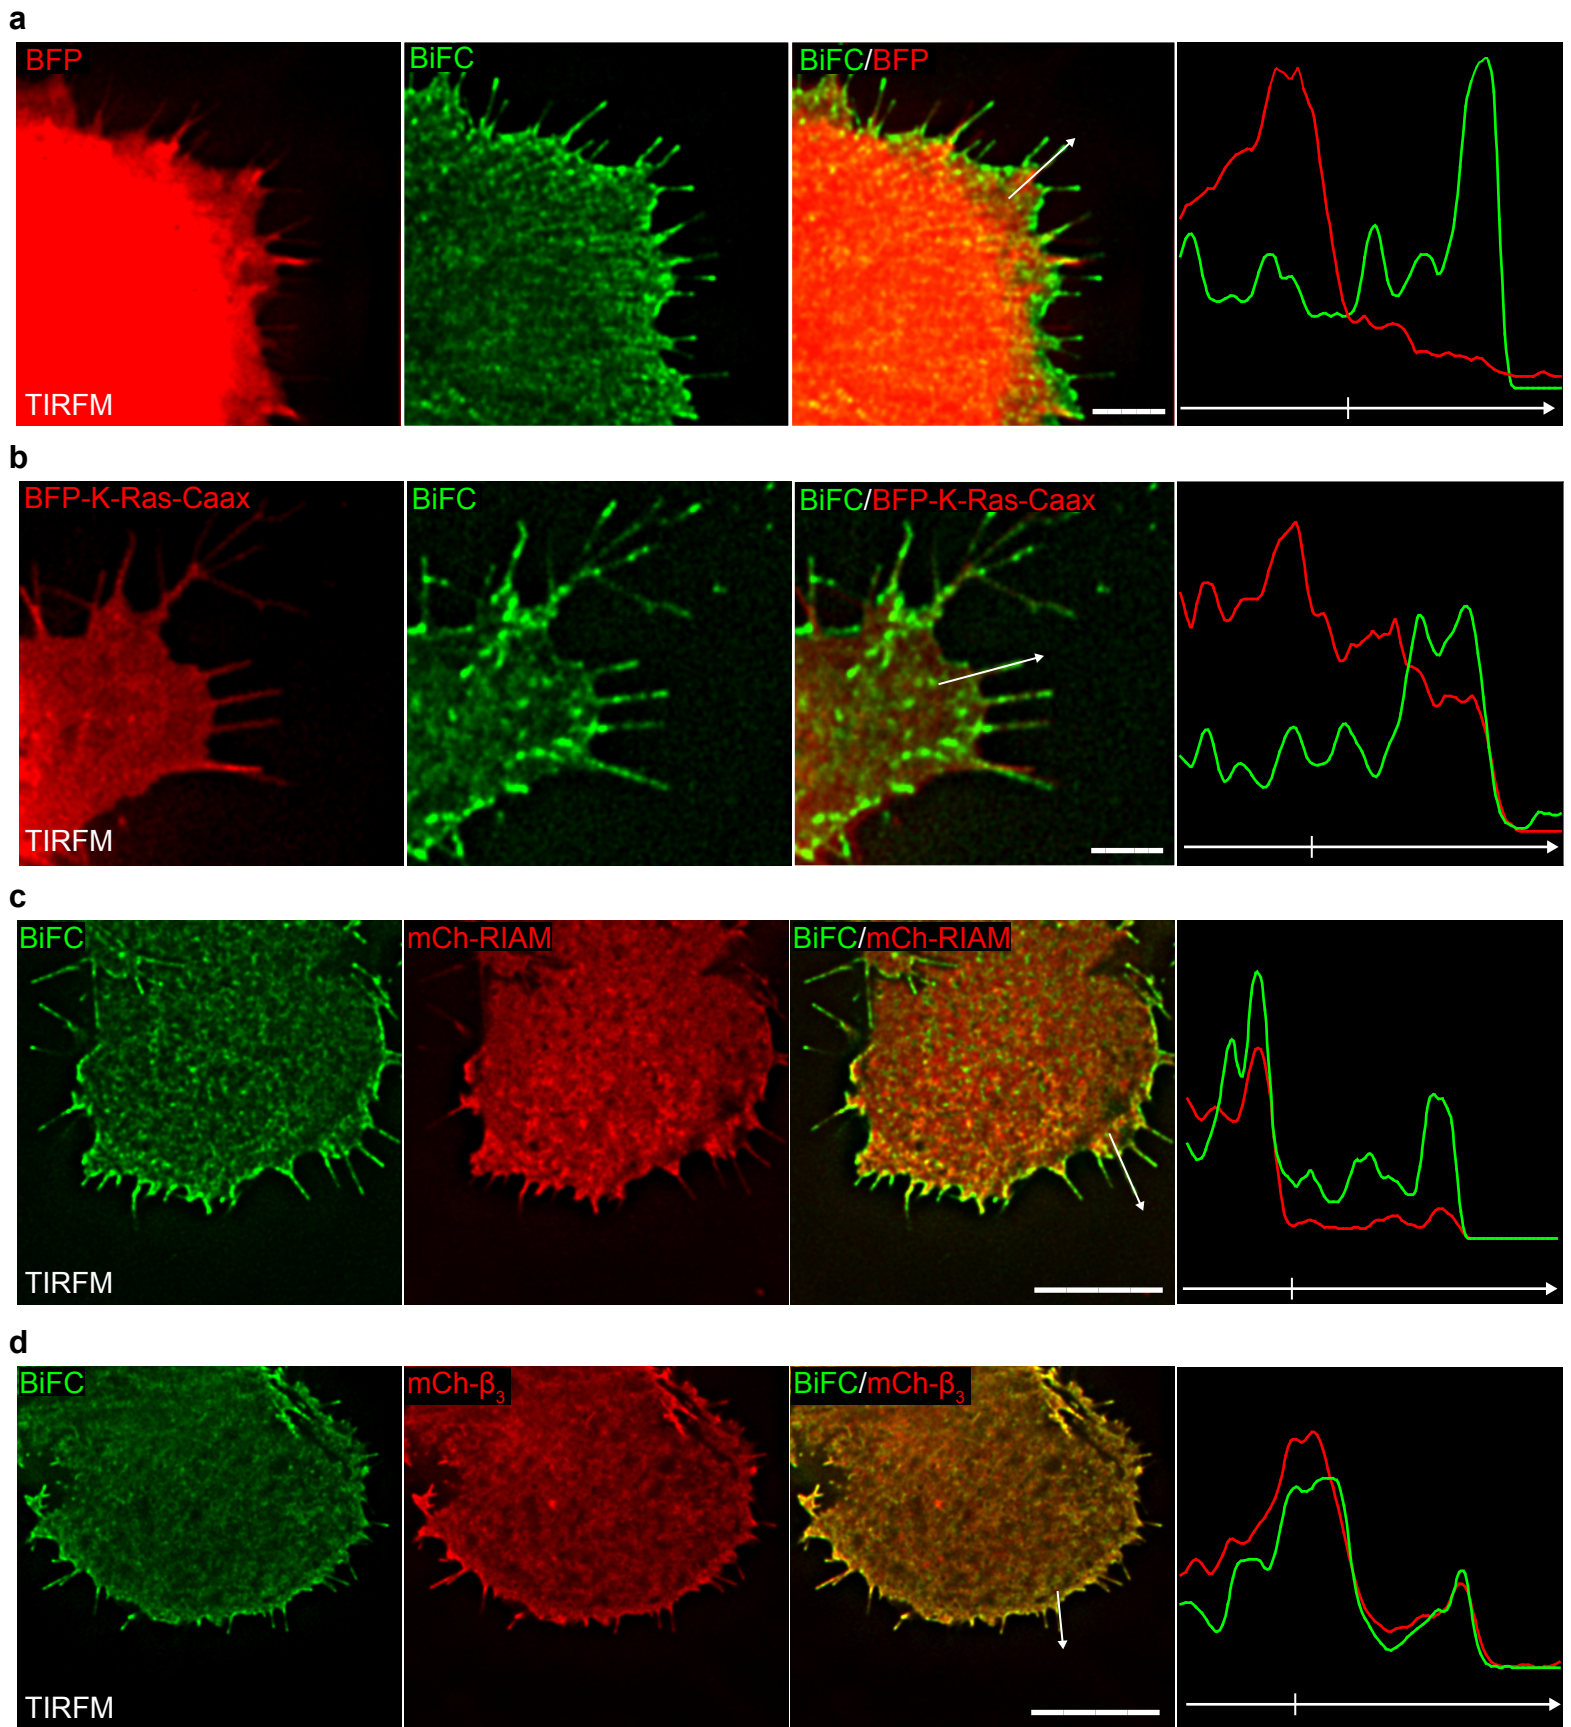 a
BFP
BiFC
BiFC/BFP
TIRFM
b
BFP-K-Ras-Caax
BiFC
BiFC/BFP-K-Ras-Caax
TIRFM
c
BiFC
mCh-RIAM
BiFC/mCh-RIAM
TIRFM
d
BiFC
mCh-β₃
BiFC/mCh-β₃
TIRFM